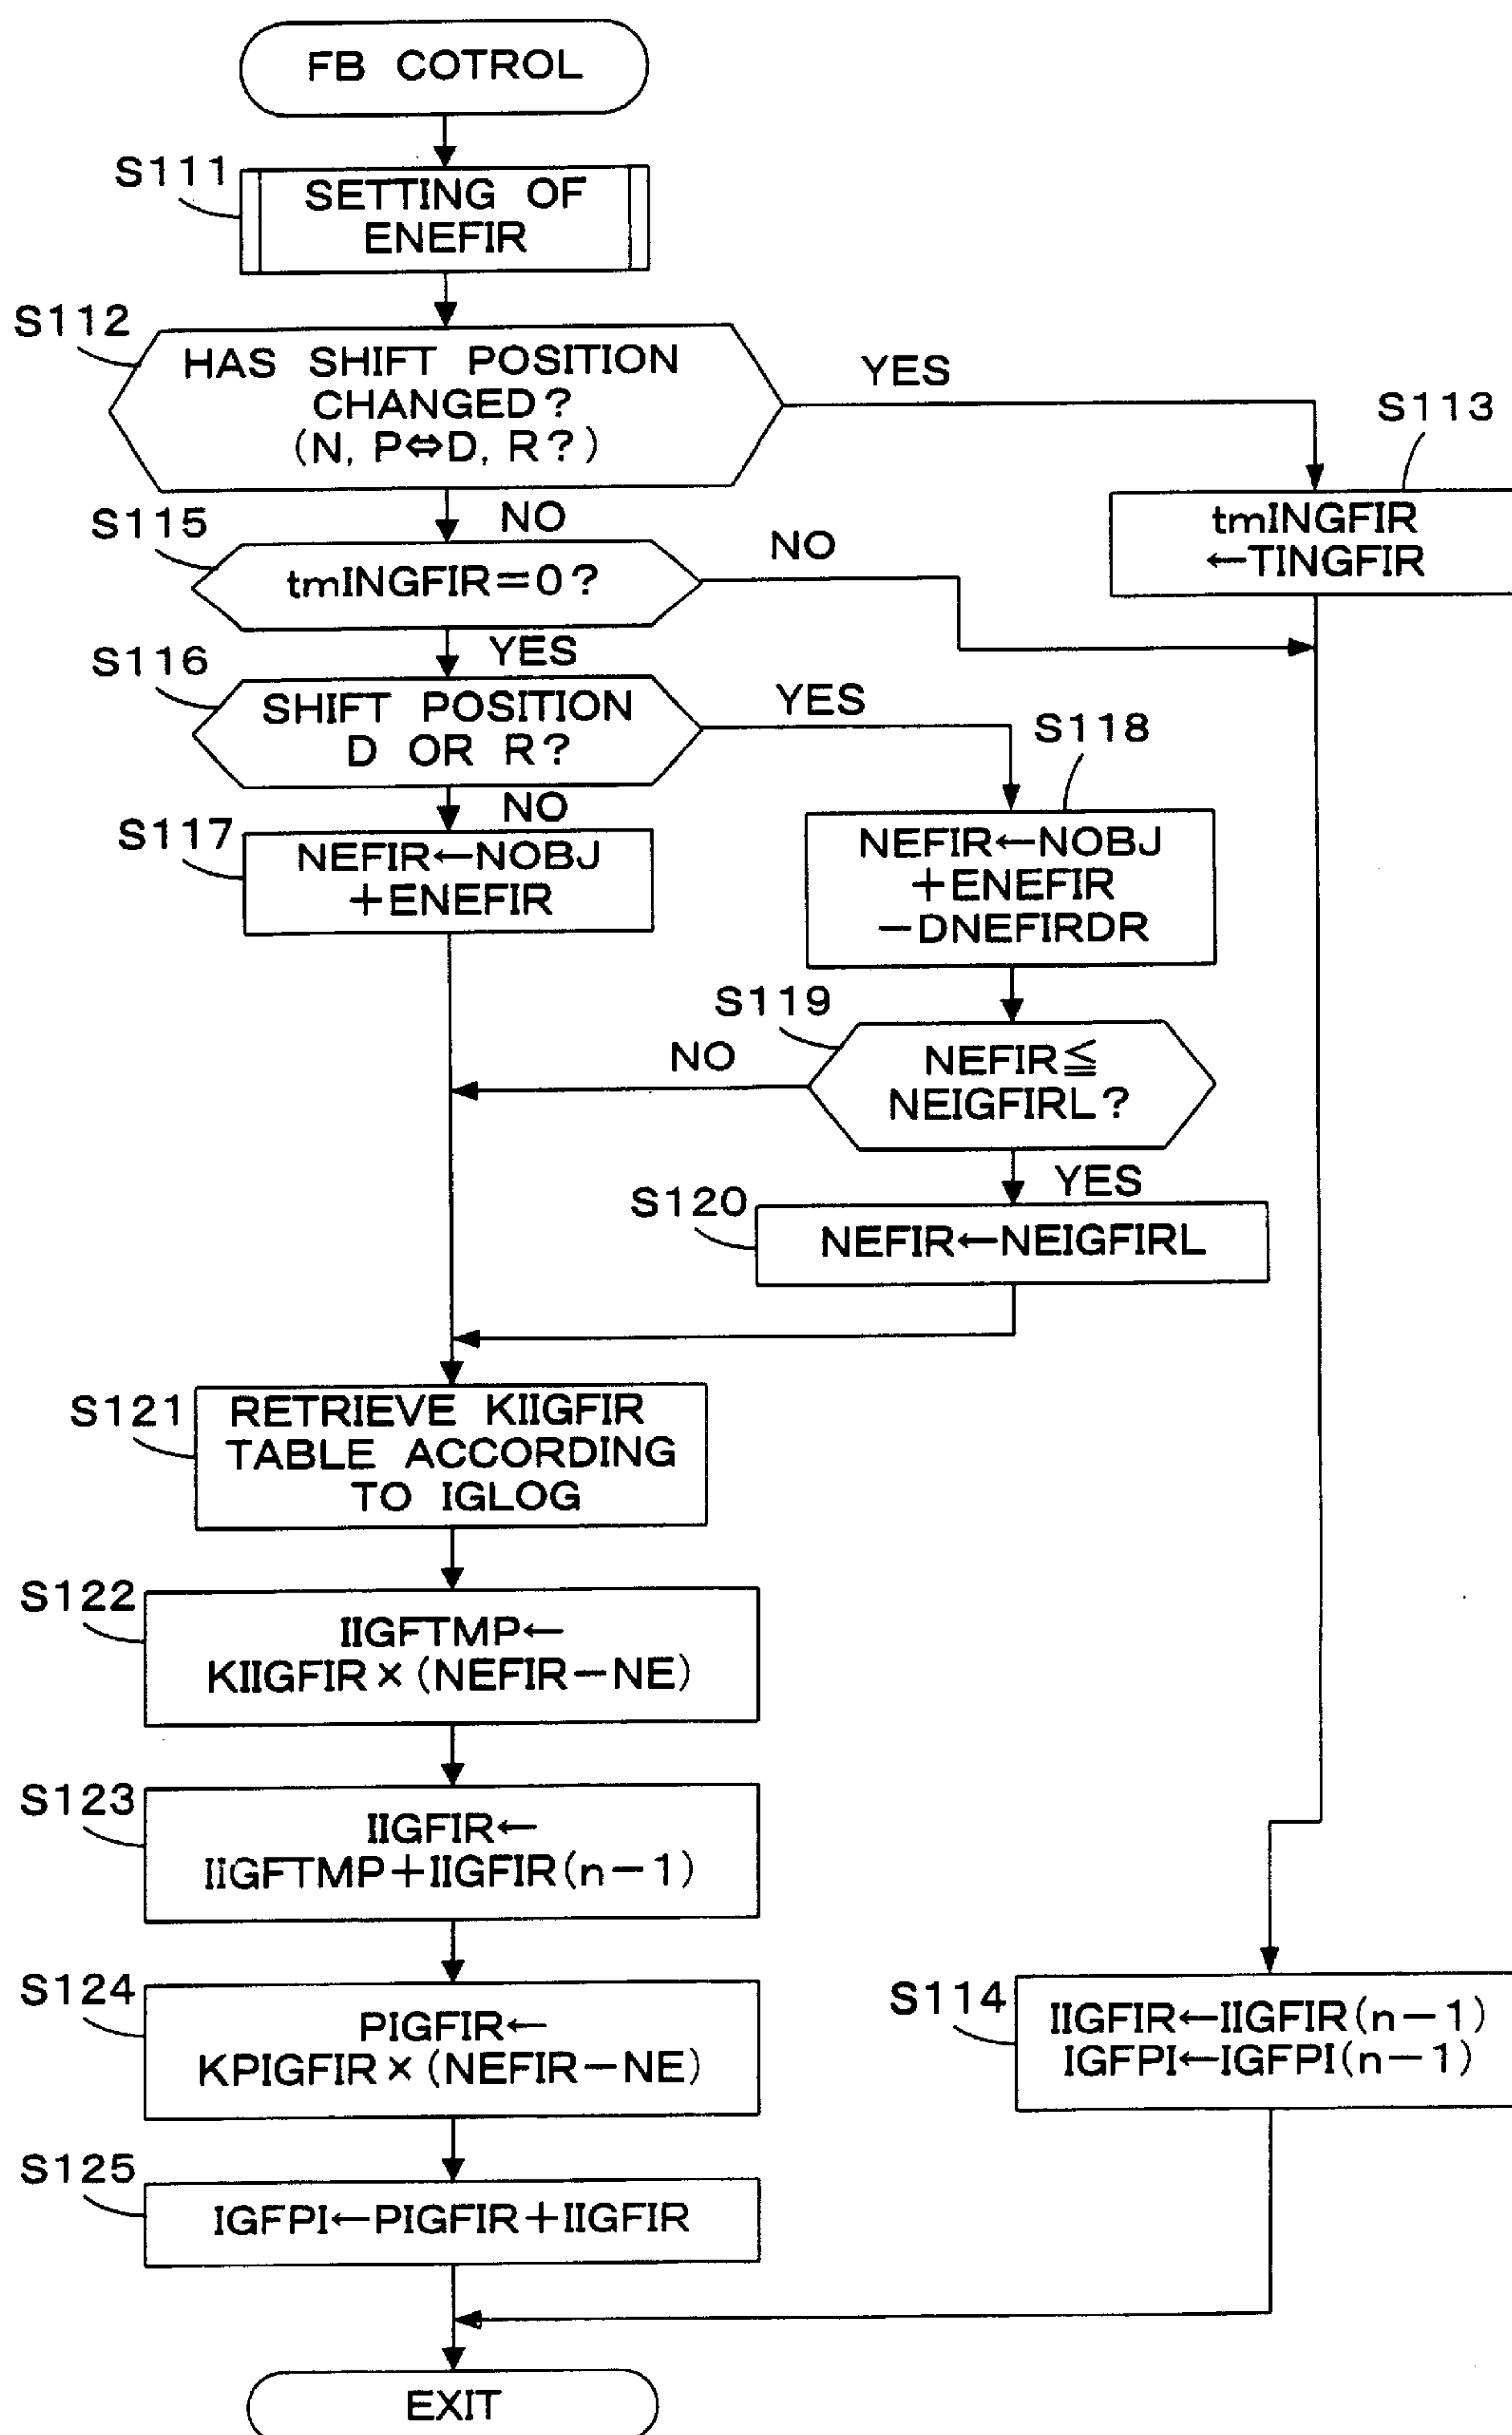 FB COTROL
S111
SETTING OF
ENEFIR
S112
HAS SHIFT POSITION
CHANGED?
(N, P⇔D, R?)
YES
S113
tmINGFIR
←TINGFIR
NO
S115
tmINGFIR=0?
NO
YES
S116
SHIFT POSITION
D OR R?
YES
S118
NO
S117
NEFIR←NOBJ
+ENEFIR
NEFIR←NOBJ
+ENEFIR
−DNEFIRDR
S119
NO
NEFIR≦
NEIGFIRL?
YES
S120
NEFIR←NEIGFIRL
S121
RETRIEVE KIIGFIR
TABLE ACCORDING
TO IGLOG
S122
IIGFTMP←
KIIGFIR×(NEFIR−NE)
S123
IIGFIR←
IIGFTMP+IIGFIR(n−1)
S124
PIGFIR←
KPIGFIR×(NEFIR−NE)
S114
IIGFIR←IIGFIR(n−1)
IGFPI←IGFPI(n−1)
S125
IGFPI←PIGFIR+IIGFIR
EXIT